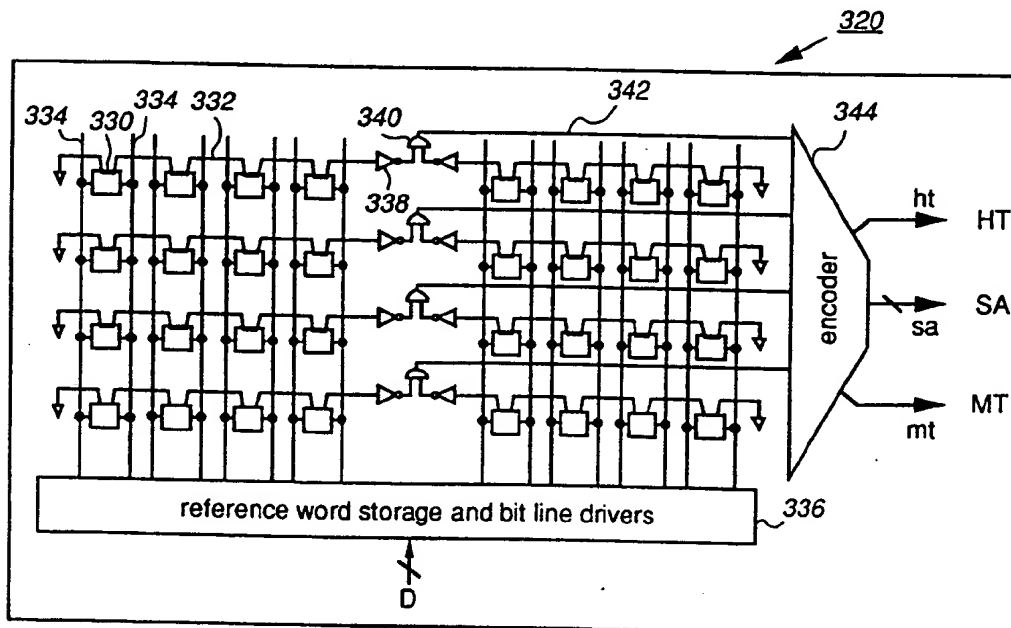 320
334
330
334
332
340
342
344
338
ht
HT
encoder
SA
sa
MT
mt
reference word storage and bit line drivers
336
D